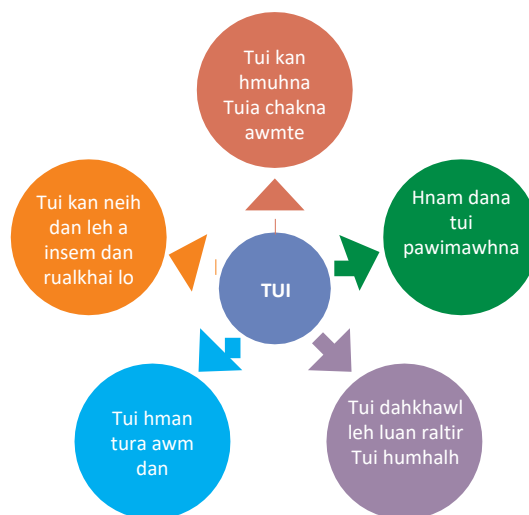 Tui kan
hmuhna
Tuia chakna
awmte
Hnam dana
tui
pawimawhna
Tui dahkhawl
leh luan raltir
Tui humhalh
Tui hman
tura awm
dan
Tui kan neih
dan leh a
insem dan
rualkhai lo
TUI